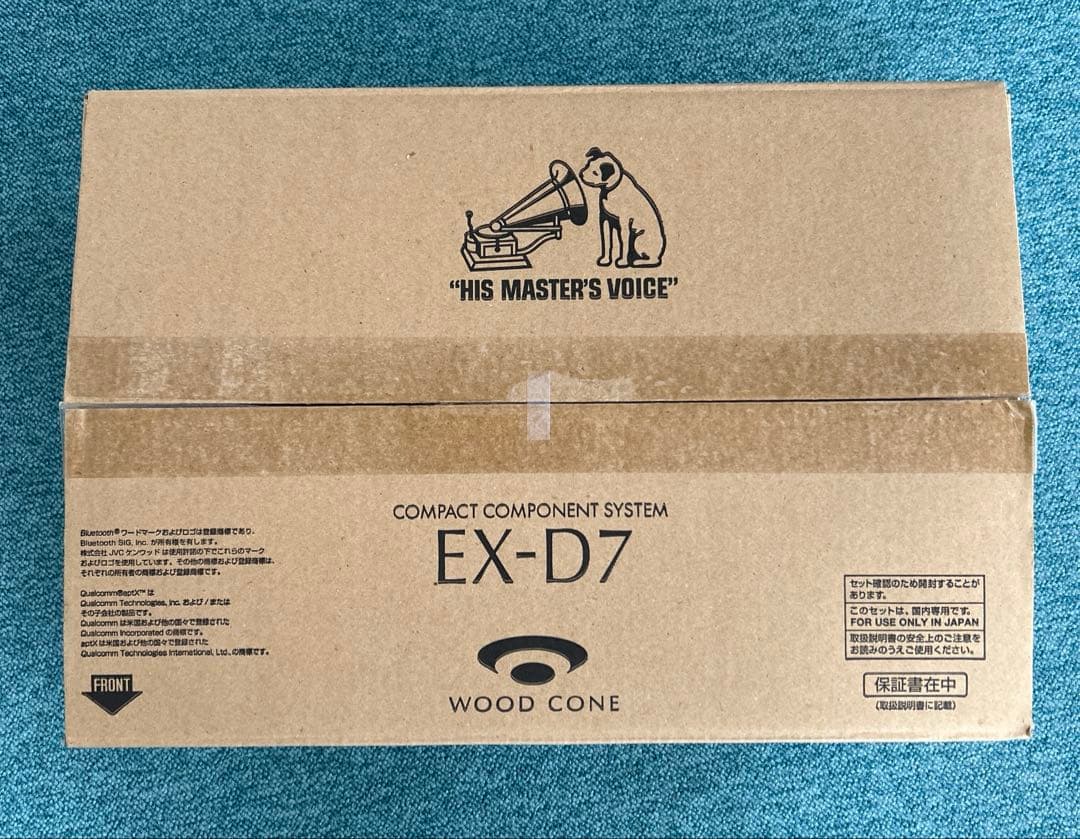 “HIS MASTER'S VOICE”
COMPACT COMPONENT SYSTEM
EX-D7
WOOD CONE
Bluetooth®ワードマークおよびロゴは登録商標であり、
Bluetooth SIG, Inc. が所有権を有します。
株式会社 JVC ケンウッド は使用許諾の下でこれらのマーク
およびロゴを使用しています。その他の商標および登録商標は、
それぞれの所有者の商標および登録商標です。
Qualcomm®aptX™ は
Qualcomm Technologies, Inc. および / または
その子会社の製品です。
Qualcomm は米国および他の国々で登録された
Qualcomm Incorporated の商標です。
aptX は米国および他の国々で登録された
Qualcomm Technologies International, Ltd. の商標です。
FRONT
セット確認のため開封することが
あります。
このセットは、国内専用です。
FOR USE ONLY IN JAPAN
取扱説明書の安全上のご注意を
お読みのうえご使用ください。
保証書在中
(取扱説明書に記載)